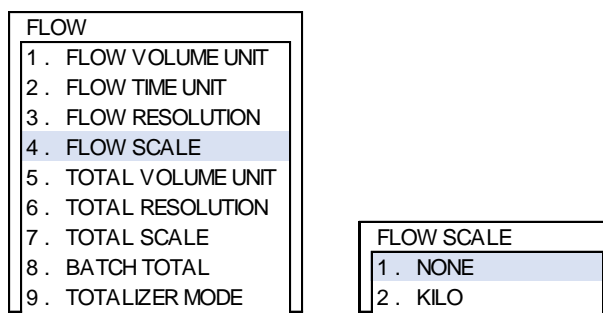 FLOW
1. FLOW VOLUME UNIT
2. FLOW TIME UNIT
3. FLOW RESOLUTION
4. FLOW SCALE
5. TOTAL VOLUME UNIT
6. TOTAL RESOLUTION
7. TOTAL SCALE
8. BATCH TOTAL
9. TOTALIZER MODE
FLOW SCALE
1. NONE
2. KILO